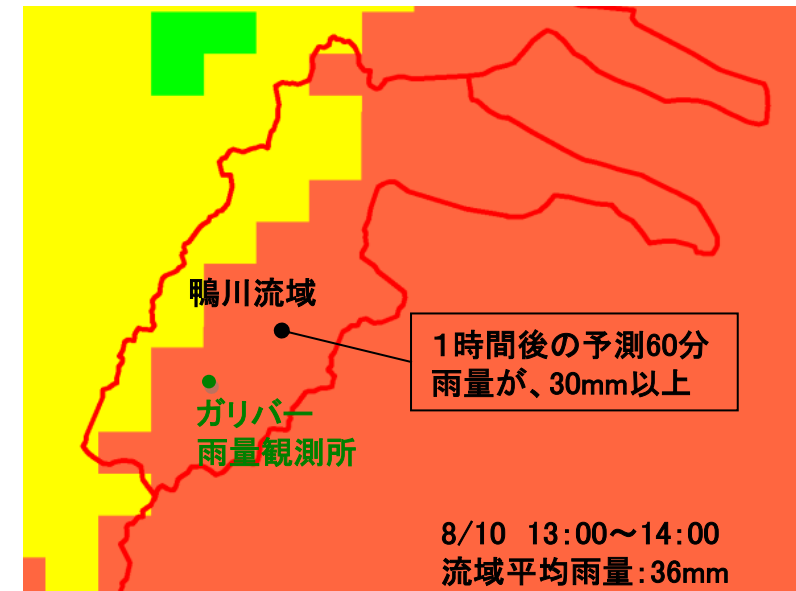 鴨川流域
１時間後の予測60分
雨量が、30mm以上
ガリバー
雨量観測所
8/10　13：00～14：00
流域平均雨量：36mm